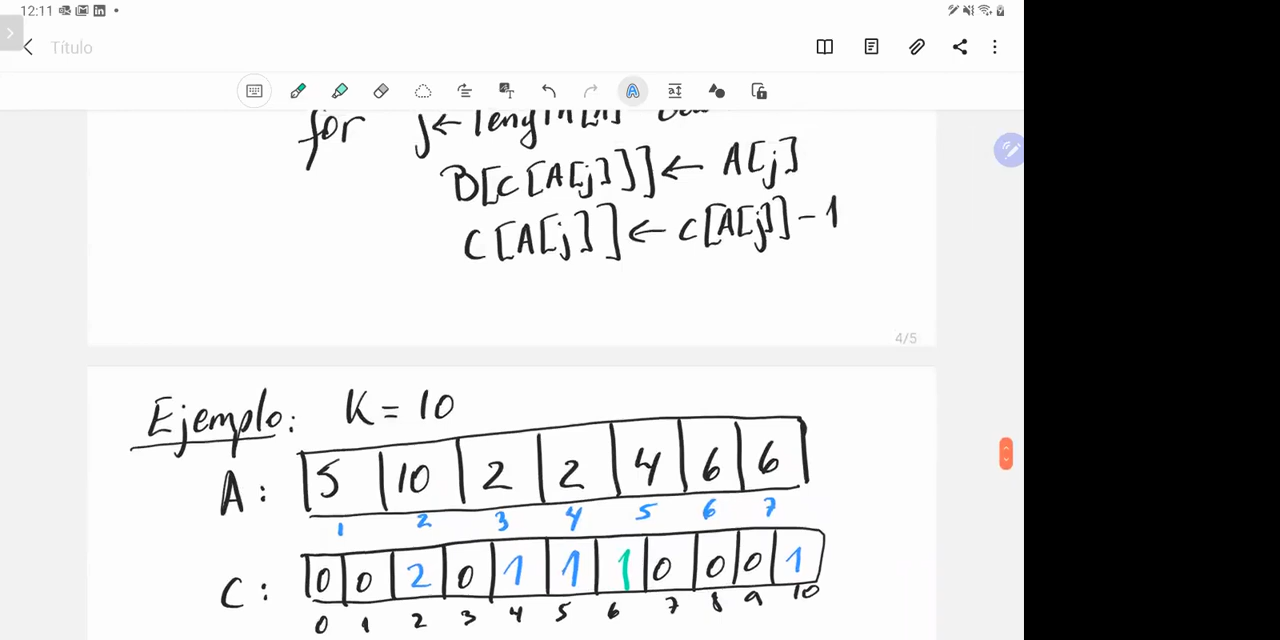 12:11
Título
for j ← length[A]
B[C[A[j]]] ← A[j]
C[A[j]] ← C[A[j]] - 1
4/5
Ejemplo: K = 10
A: 5 10 2 2 4 6 6
1 2 3 4 5 6 7
C: 0 0 2 0 1 1 1 0 0 0 1
0 1 2 3 4 5 6 7 8 9 10